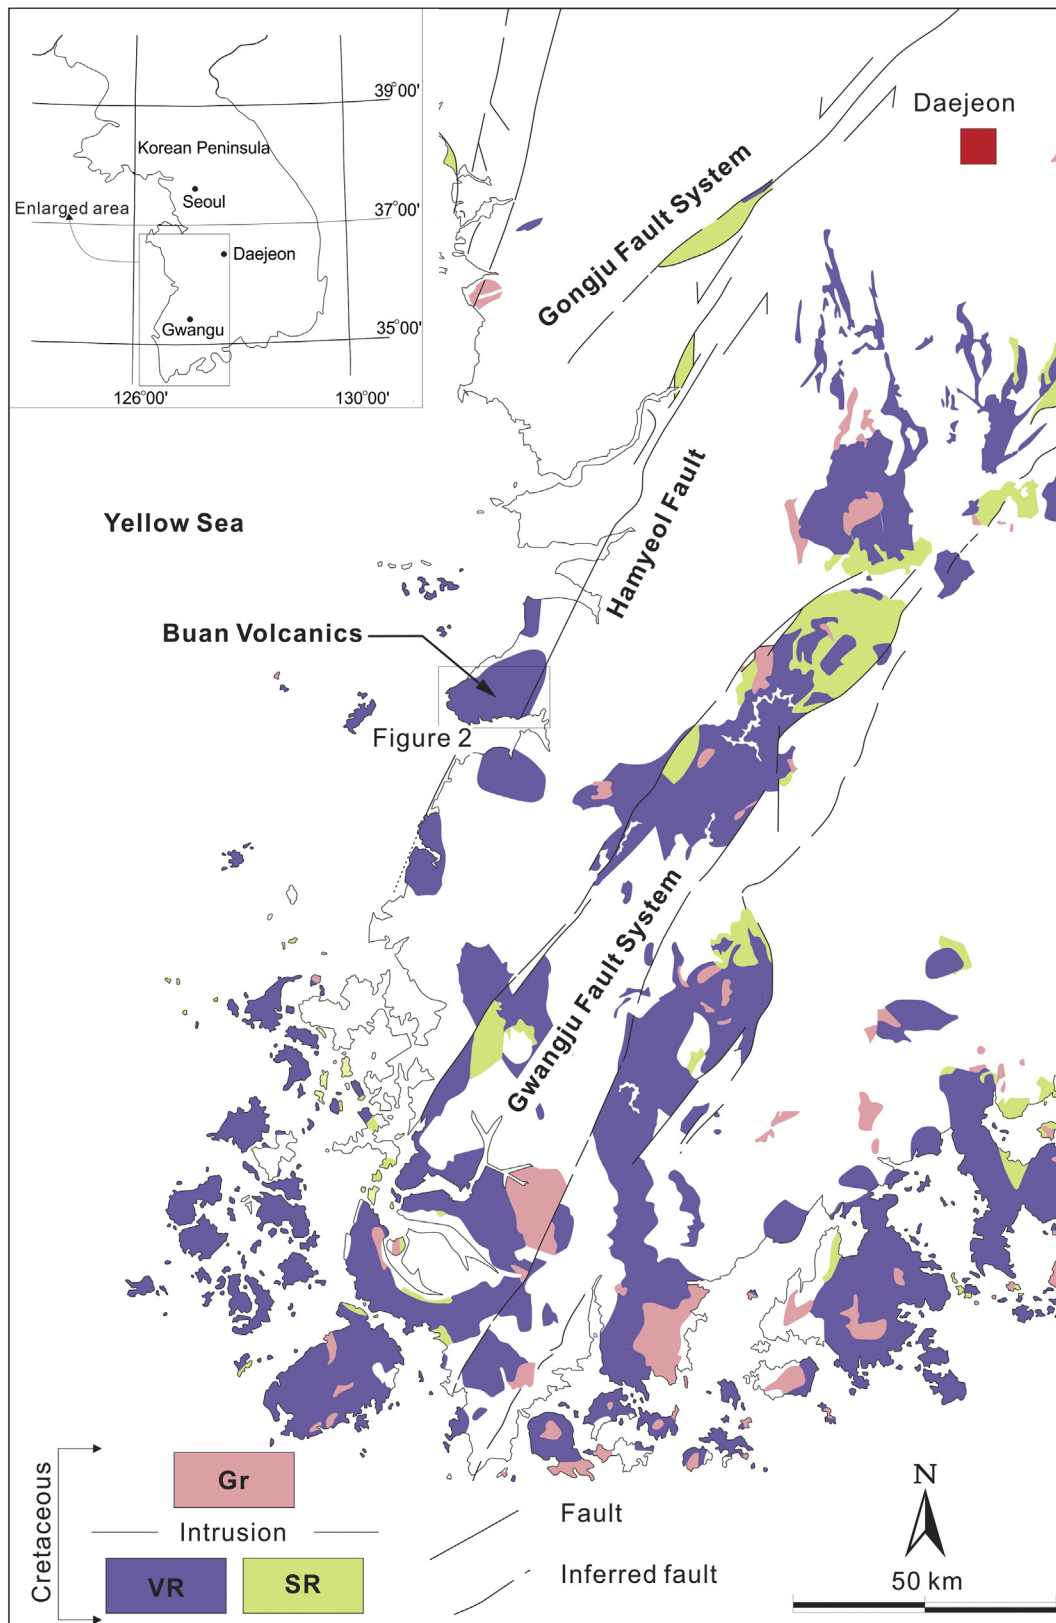 39°00'
Korean Peninsula
Seoul
Enlarged area
37°00'
Daejeon
Gwangu
35°00'
126°00'
130°00'
Daejeon
Gongju Fault System
Hamyeol Fault
Yellow Sea
Buan Volcanics
Figure 2
Gwangju Fault System
Cretaceous
Gr
Intrusion
VR
SR
Fault
Inferred fault
N
50 km